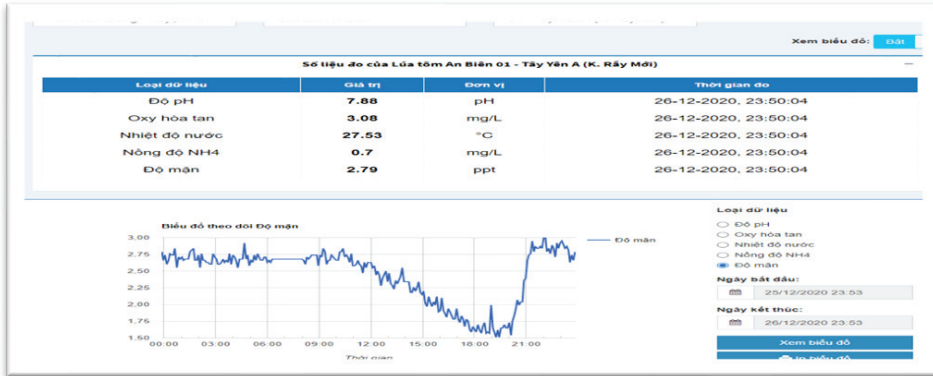 Xem biểu đồ: Bật
Số liệu đo của Lúa tôm An Biên 01 - Tây Yên A (K. Rẩy Mới)
Loại dữ liệu Giá trị Đơn vị Thời gian đo
Độ pH 7.88 pH 26-12-2020, 23:50:04
Oxy hòa tan 3.08 mg/L 26-12-2020, 23:50:04
Nhiệt độ nước 27.53 °C 26-12-2020, 23:50:04
Nồng độ NH4 0.7 mg/L 26-12-2020, 23:50:04
Độ mặn 2.79 ppt 26-12-2020, 23:50:04
Biểu đồ theo dõi Độ mặn
3.00
2.75
2.50
2.25
2.00
1.75
1.50
00:00 03:00 06:00 09:00 12:00 15:00 18:00 21:00
Thời gian
Độ mặn
Loại dữ liệu
Độ pH
Oxy hòa tan
Nhiệt độ nước
Nồng độ NH4
Độ mặn
Ngày bắt đầu:
25/12/2020 23:53
Ngày kết thúc:
26/12/2020 23:53
Xem biểu đồ
In biểu đồ